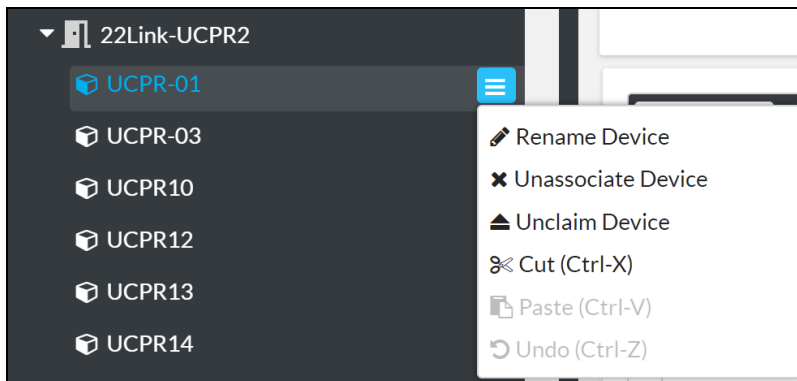 22Link-UCPR2
UCPR-01
UCPR-03
UCPR10
UCPR12
UCPR13
UCPR14
Rename Device
Unassociate Device
Unclaim Device
Cut (Ctrl-X)
Paste (Ctrl-V)
Undo (Ctrl-Z)